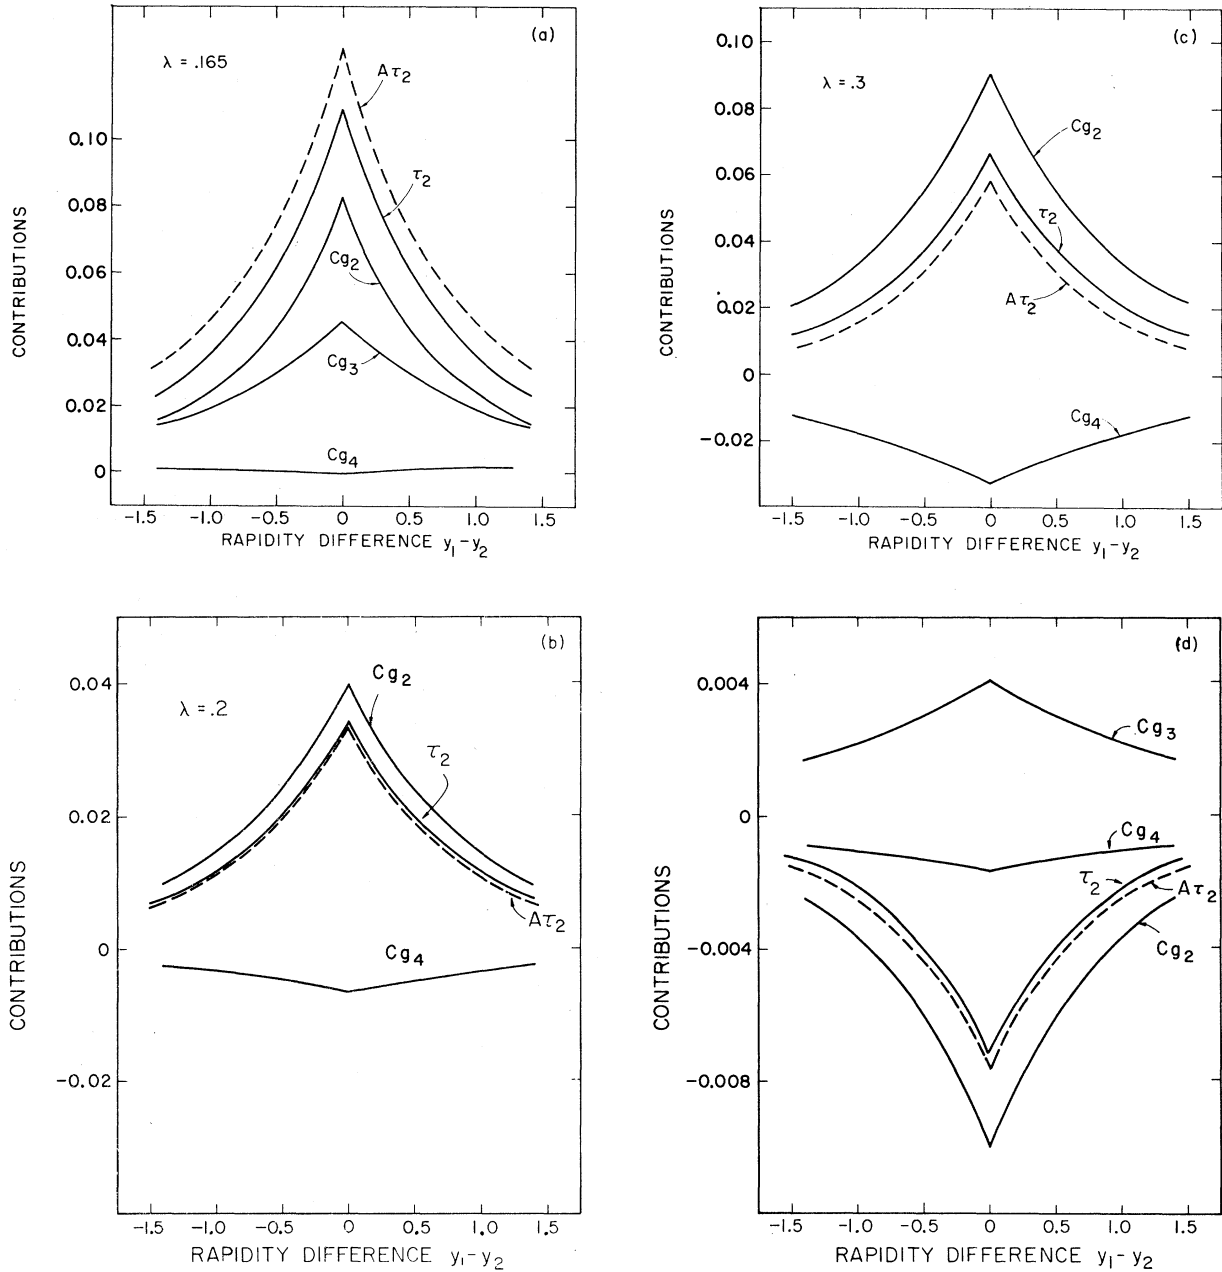 (a)
λ = .165
Aτ2
τ2
Cg2
Cg3
Cg4
0.10
0.08
0.06
0.04
0.02
0
CONTRIBUTIONS
-1.5 -1.0 -0.5 0 0.5 1.0 1.5
RAPIDITY DIFFERENCE y1-y2
(c)
λ = .3
Cg2
τ2
Aτ2
Cg4
0.10
0.08
0.06
0.04
0.02
0
-0.02
CONTRIBUTIONS
-1.5 -1.0 -0.5 0 0.5 1.0 1.5
RAPIDITY DIFFERENCE y1-y2
(b)
λ = .2
Cg2
τ2
Aτ2
Cg4
0.04
0.02
0
-0.02
CONTRIBUTIONS
-1.5 -1.0 -0.5 0 0.5 1.0 1.5
RAPIDITY DIFFERENCE y1-y2
(d)
Cg3
Cg4
τ2
Aτ2
Cg2
0.004
0
-0.004
-0.008
CONTRIBUTIONS
-1.5 -1.0 -0.5 0 0.5 1.0 1.5
RAPIDITY DIFFERENCE y1-y2